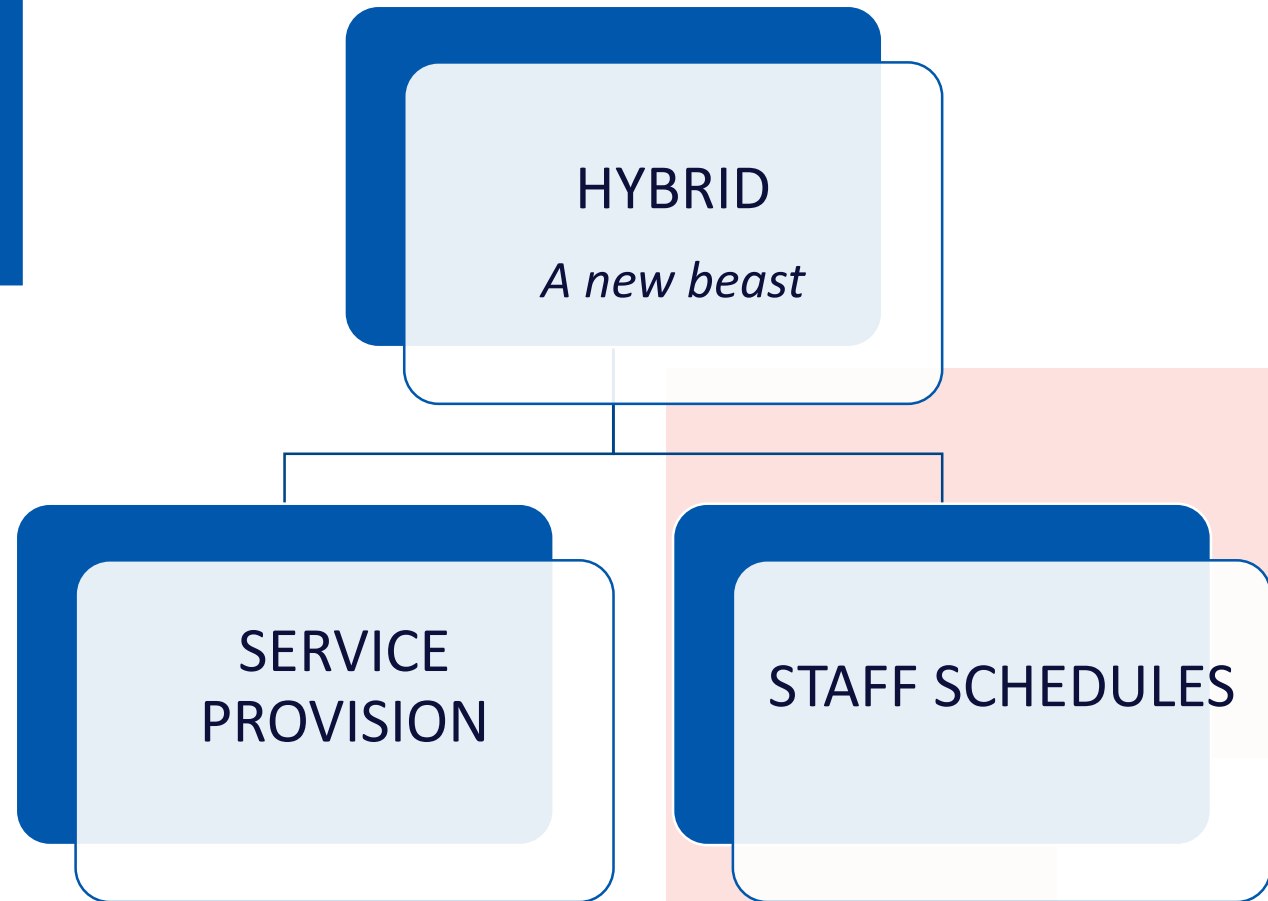 HYBRID
A new beast
SERVICE
PROVISION
STAFF SCHEDULES